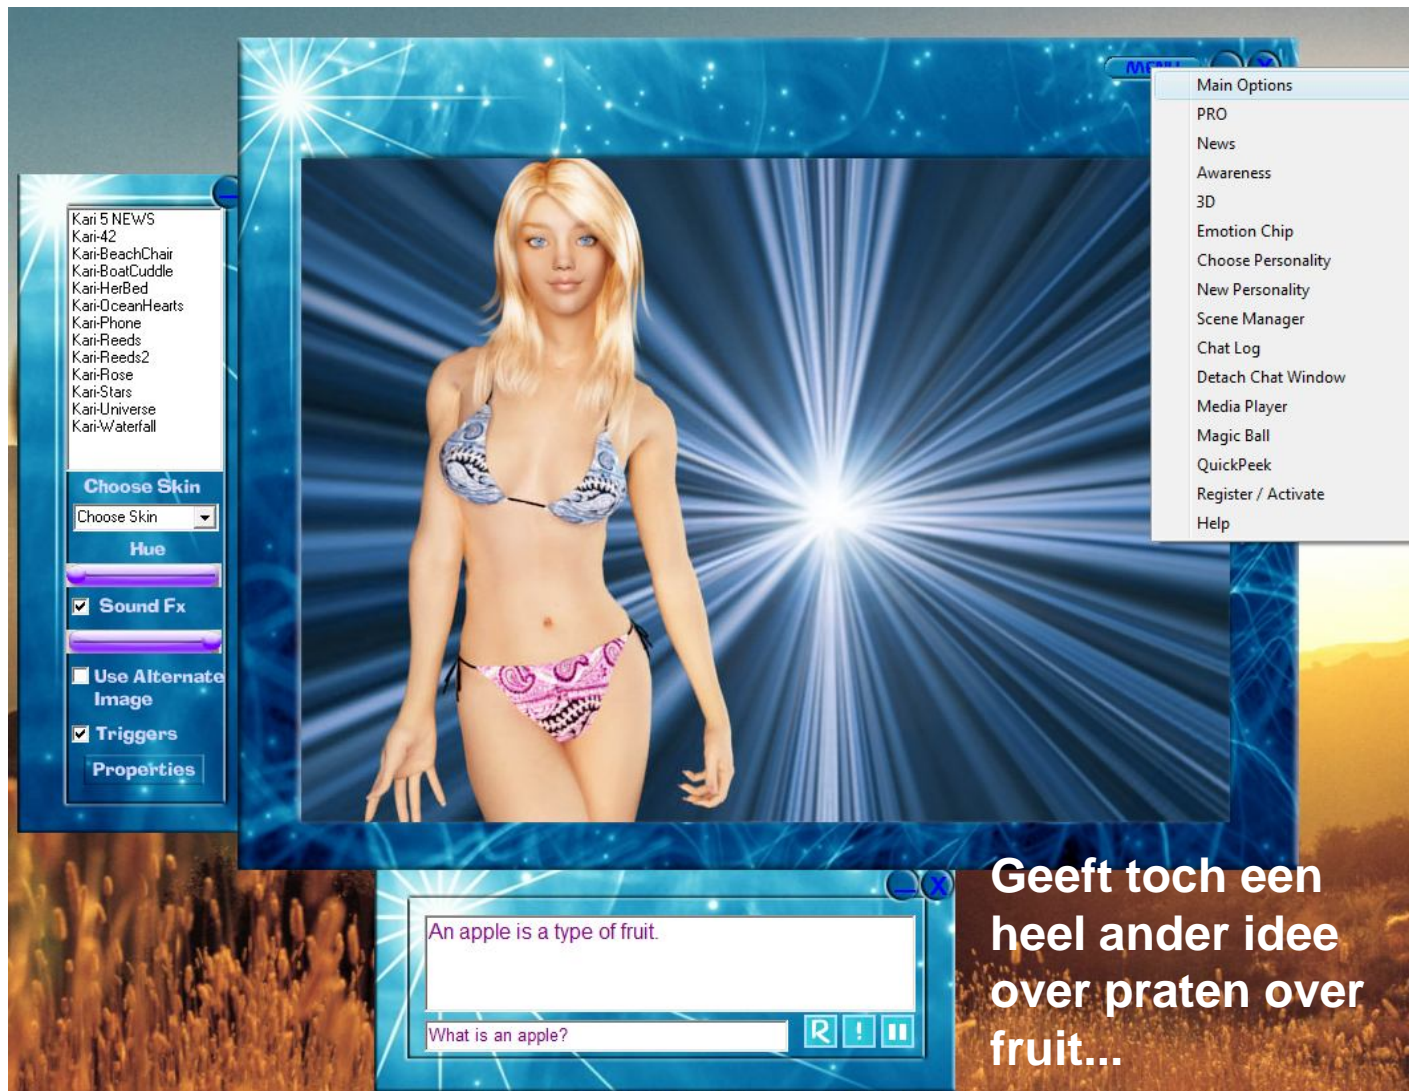 MENU
X
Main Options
PRO
News
Awareness
3D
Emotion Chip
Choose Personality
New Personality
Scene Manager
Chat Log
Detach Chat Window
Media Player
Magic Ball
QuickPeek
Register / Activate
Help
Kari 5 NEWS
Kari-42
Kari-BeachChair
Kari-BoatCuddle
Kari-HerBed
Kari-OceanHearts
Kari-Phone
Kari-Reeds
Kari-Reeds2
Kari-Rose
Kari-Stars
Kari-Universe
Kari-Waterfall
Choose Skin
Choose Skin
Hue
Sound Fx
Use Alternate
Image
Triggers
Properties
X
An apple is a type of fruit.
What is an apple?
R !
Geeft toch een
heel ander idee
over praten over
fruit...